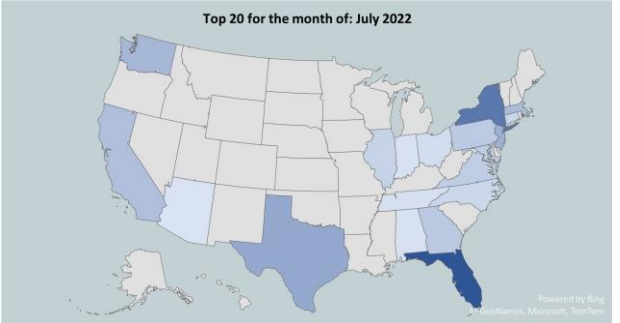 Top 20 for the month of: July 2022
Powered by Bing
© GeoNames, Microsoft, TomTom